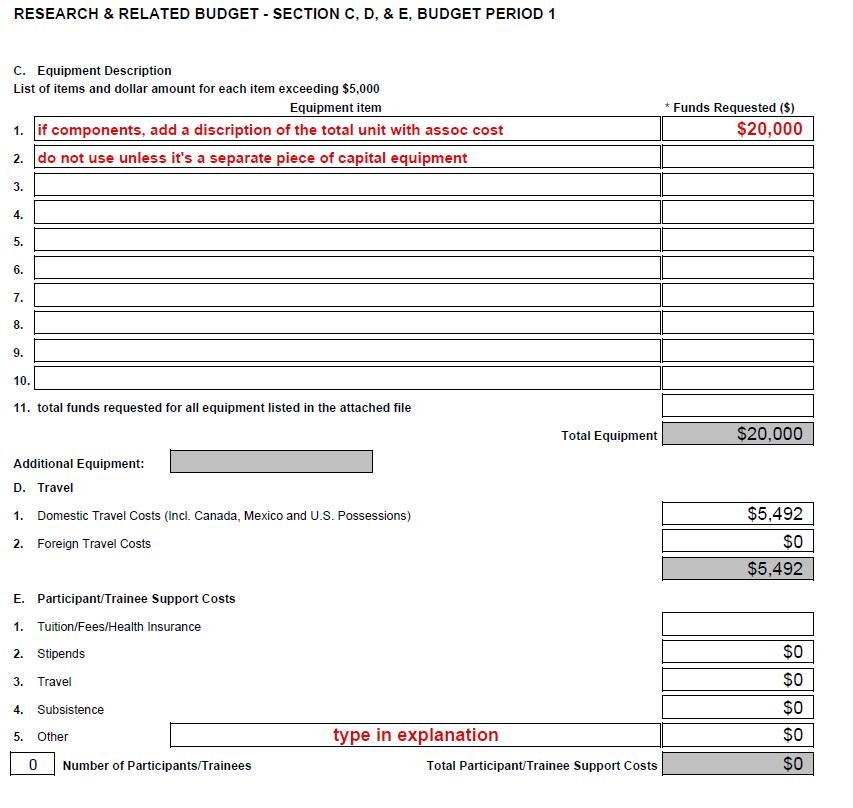 RESEARCH & RELATED BUDGET - SECTION C, D, & E, BUDGET PERIOD 1
C. Equipment Description
List of items and dollar amount for each item exceeding $5,000
Equipment item * Funds Requested ($)
1. if components, add a discription of the total unit with assoc cost $20,000
2. do not use unless it's a separate piece of capital equipment
3.
4.
5.
6.
7.
8.
9.
10.
11. total funds requested for all equipment listed in the attached file
Total Equipment $20,000
Additional Equipment:
D. Travel
1. Domestic Travel Costs (Incl. Canada, Mexico and U.S. Possessions) $5,492
2. Foreign Travel Costs $0
$5,492
E. Participant/Trainee Support Costs
1. Tuition/Fees/Health Insurance
2. Stipends $0
3. Travel $0
4. Subsistence $0
5. Other type in explanation $0
0 Number of Participants/Trainees Total Participant/Trainee Support Costs $0